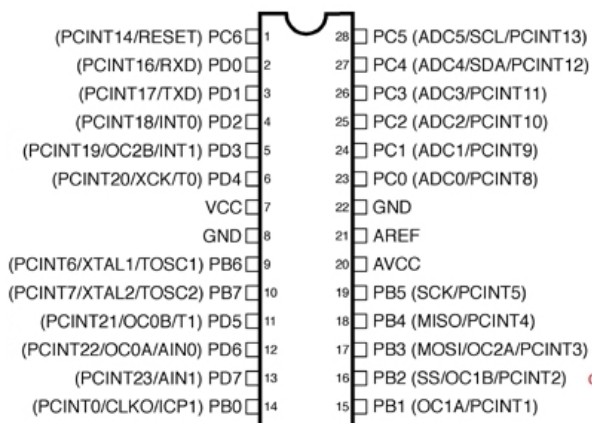 (PCINT14/RESET) PC6 1 28 PC5 (ADC5/SCL/PCINT13)
(PCINT16/RXD) PD0 2 27 PC4 (ADC4/SDA/PCINT12)
(PCINT17/TXD) PD1 3 26 PC3 (ADC3/PCINT11)
(PCINT18/INT0) PD2 4 25 PC2 (ADC2/PCINT10)
(PCINT19/OC2B/INT1) PD3 5 24 PC1 (ADC1/PCINT9)
(PCINT20/XCK/T0) PD4 6 23 PC0 (ADC0/PCINT8)
VCC 7 22 GND
GND 8 21 AREF
(PCINT6/XTAL1/TOSC1) PB6 9 20 AVCC
(PCINT7/XTAL2/TOSC2) PB7 10 19 PB5 (SCK/PCINT5)
(PCINT21/OC0B/T1) PD5 11 18 PB4 (MISO/PCINT4)
(PCINT22/OC0A/AIN0) PD6 12 17 PB3 (MOSI/OC2A/PCINT3)
(PCINT23/AIN1) PD7 13 16 PB2 (SS/OC1B/PCINT2)
(PCINT0/CLKO/ICP1) PB0 14 15 PB1 (OC1A/PCINT1)